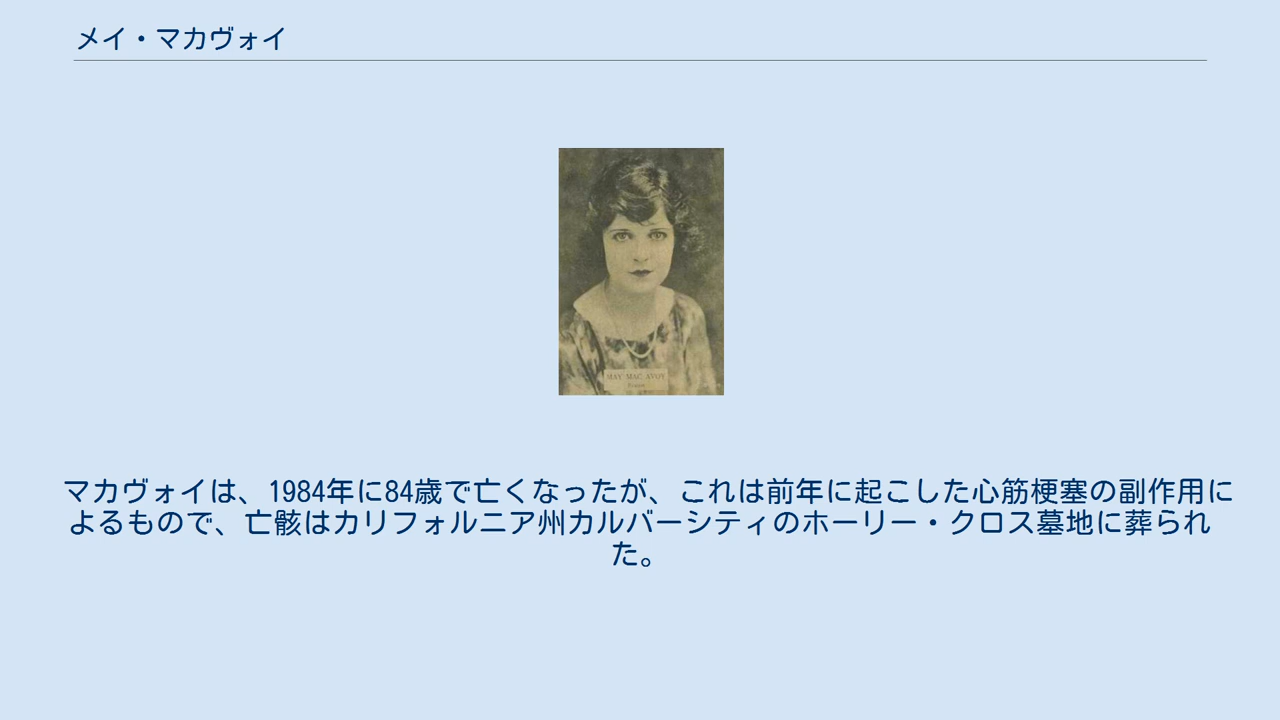 メイ・マカヴォイ
MAY MAC AVOY
マカヴォイは、1984年に84歳で亡くなったが、これは前年に起こした心筋梗塞の副作用に
よるもので、亡骸はカリフォルニア州カルバーシティのホーリー・クロス墓地に葬られ
た。